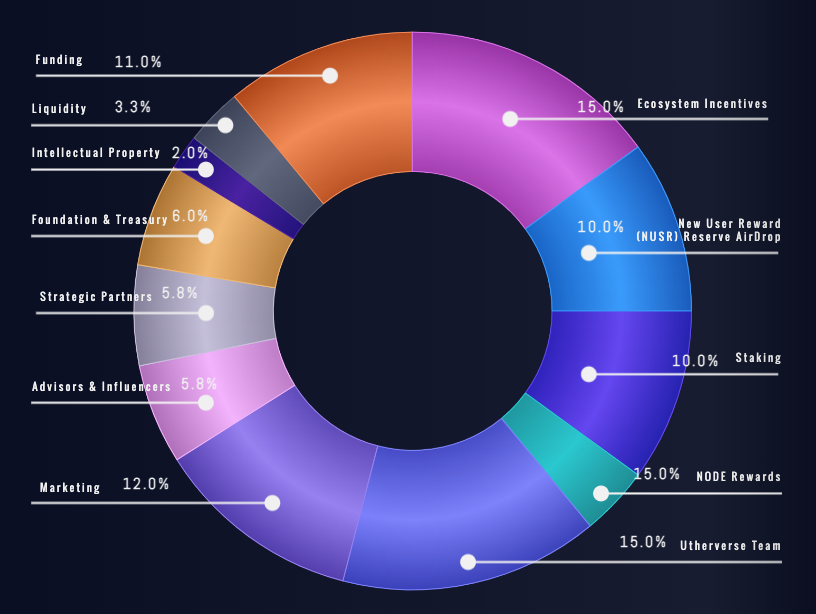 Funding 11.0%
Liquidity 3.3%
Intellectual Property 2.0%
Foundation & Treasury 6.0%
Strategic Partners 5.8%
Advisors & Influencers 5.8%
Marketing 12.0%
15.0% Ecosystem Incentives
10.0% New User Reward
(NUSR) Reserve AirDrop
10.0% Staking
15.0% NODE Rewards
15.0% Utherverse Team